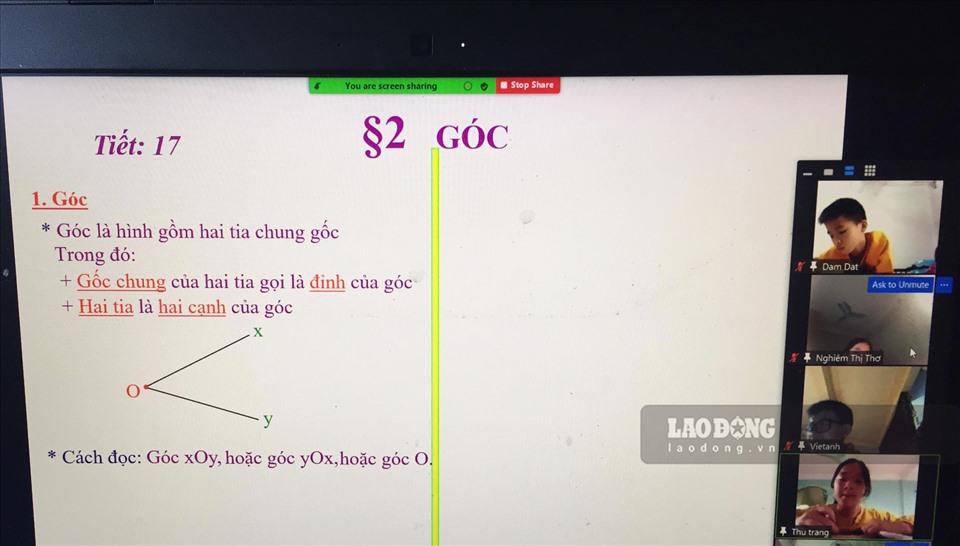 You are screen sharing
Stop Share
Tiết: 17
§2 GÓC
1. Góc
* Góc là hình gồm hai tia chung gốc
Trong đó:
+ Gốc chung của hai tia gọi là đỉnh của góc
+ Hai tia là hai cạnh của góc
x
O
y
* Cách đọc: Góc xOy, hoặc góc yOx,hoặc góc O.
Dam Dat
Ask to Unmute
...
Nghiêm Thị Thơ
Vietanh
Thu trang
LAO ĐỘNG
laodong.vn